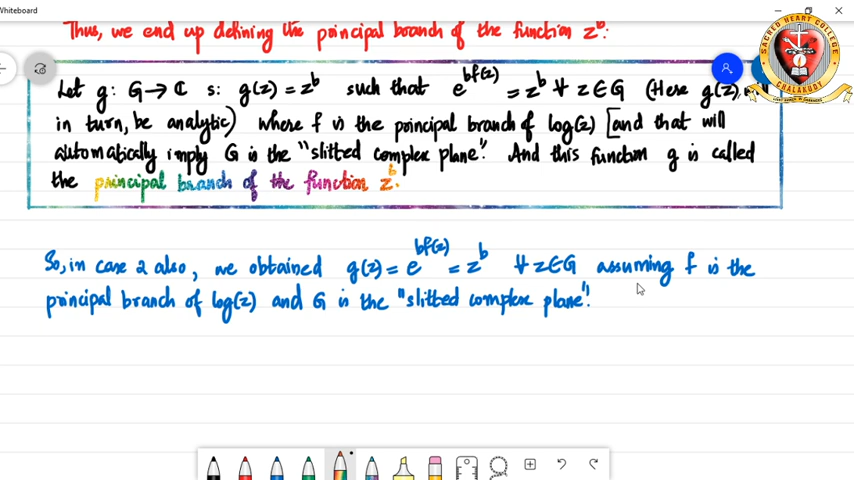 Whiteboard
Thus, we end up defining the principal branch of the function z^b.
Let g: G→ℂ s: g(z) = z^b such that e^{bf(z)} = z^b ∀ z∈G (Here g(z),
in turn, be analytic) where f is the principal branch of log(z) [and that will
automatically imply G is the "slitted complex plane". And this function g is called
the principal branch of the function z^b.
So, in case 2 also, we obtained g(z) = e^{bf(z)} = z^b ∀ z∈G assuming f is the
principal branch of log(z) and G is the "slitted complex plane".
SACRED HEART COLLEGE
CHALAKUDY